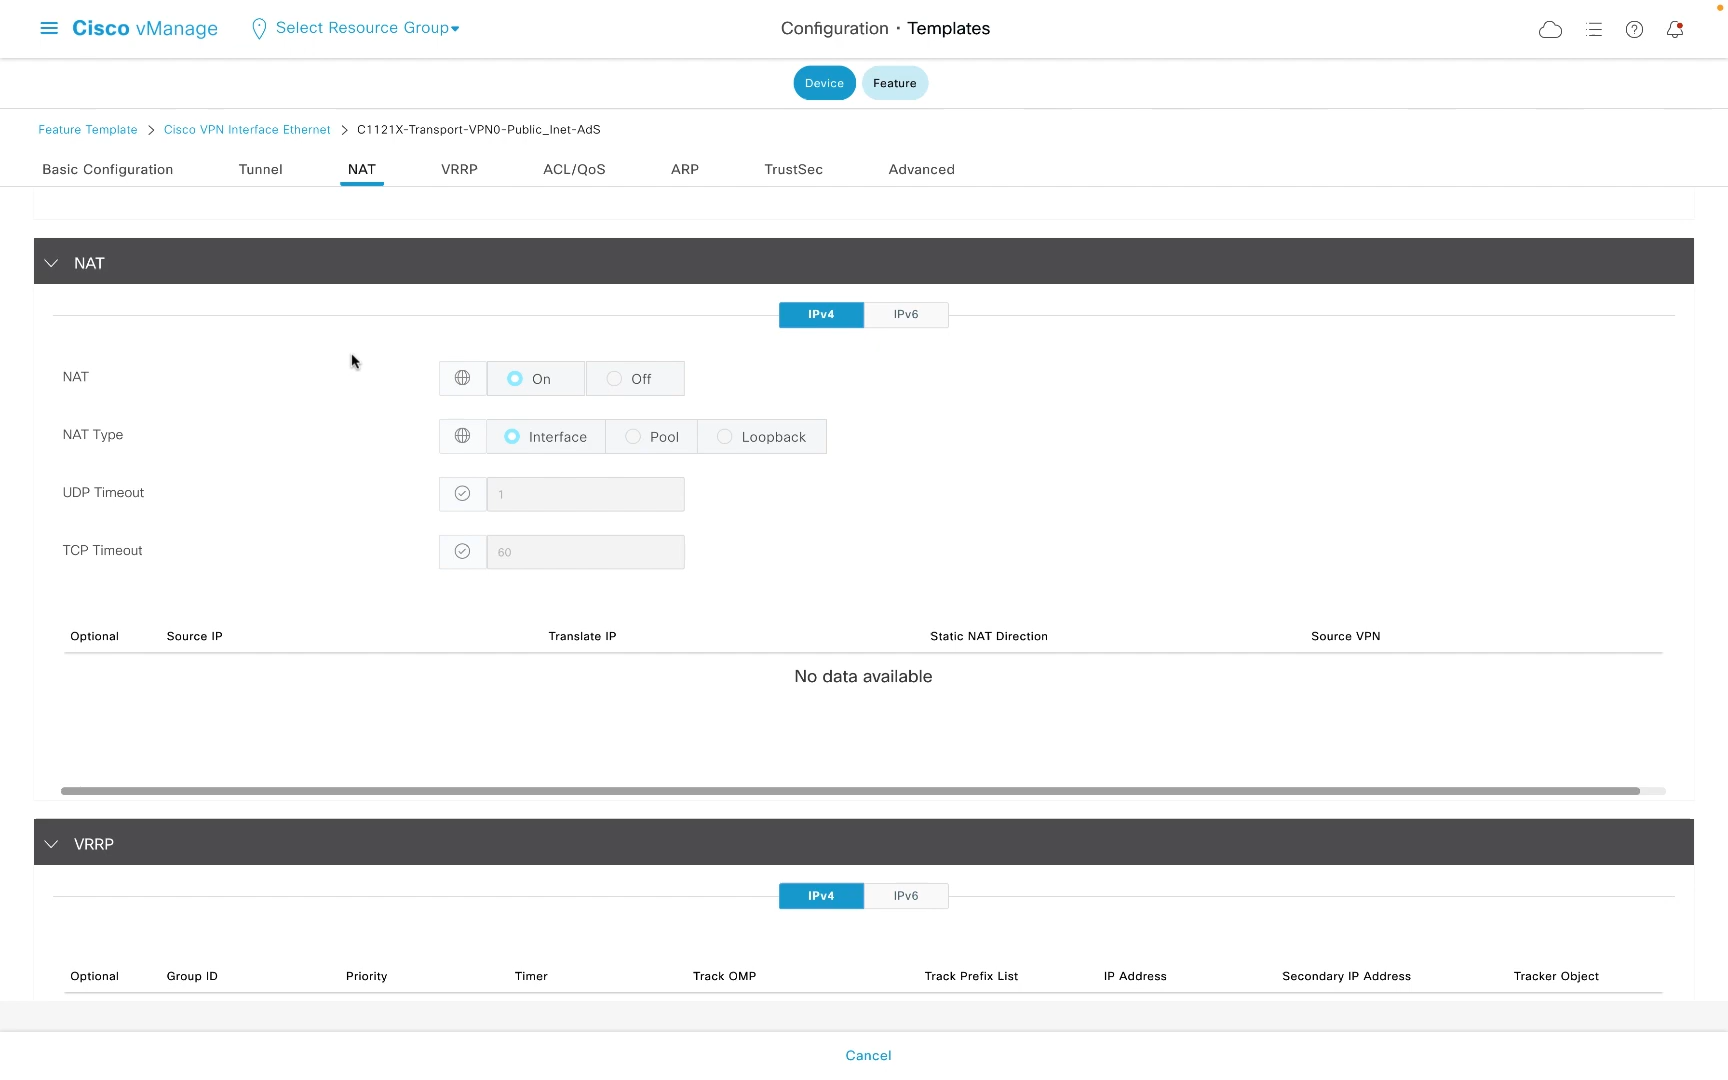 Cisco vManage
Select Resource Group
Configuration · Templates
Device
Feature
Feature Template > Cisco VPN Interface Ethernet > C1121X-Transport-VPN0-Public_Inet-AdS
Basic Configuration Tunnel NAT VRRP ACL/QoS ARP TrustSec Advanced
NAT
IPv4 IPv6
NAT On Off
NAT Type Interface Pool Loopback
UDP Timeout 1
TCP Timeout 60
Optional Source IP Translate IP Static NAT Direction Source VPN
No data available
VRRP
IPv4 IPv6
Optional Group ID Priority Timer Track OMP Track Prefix List IP Address Secondary IP Address Tracker Object
Cancel